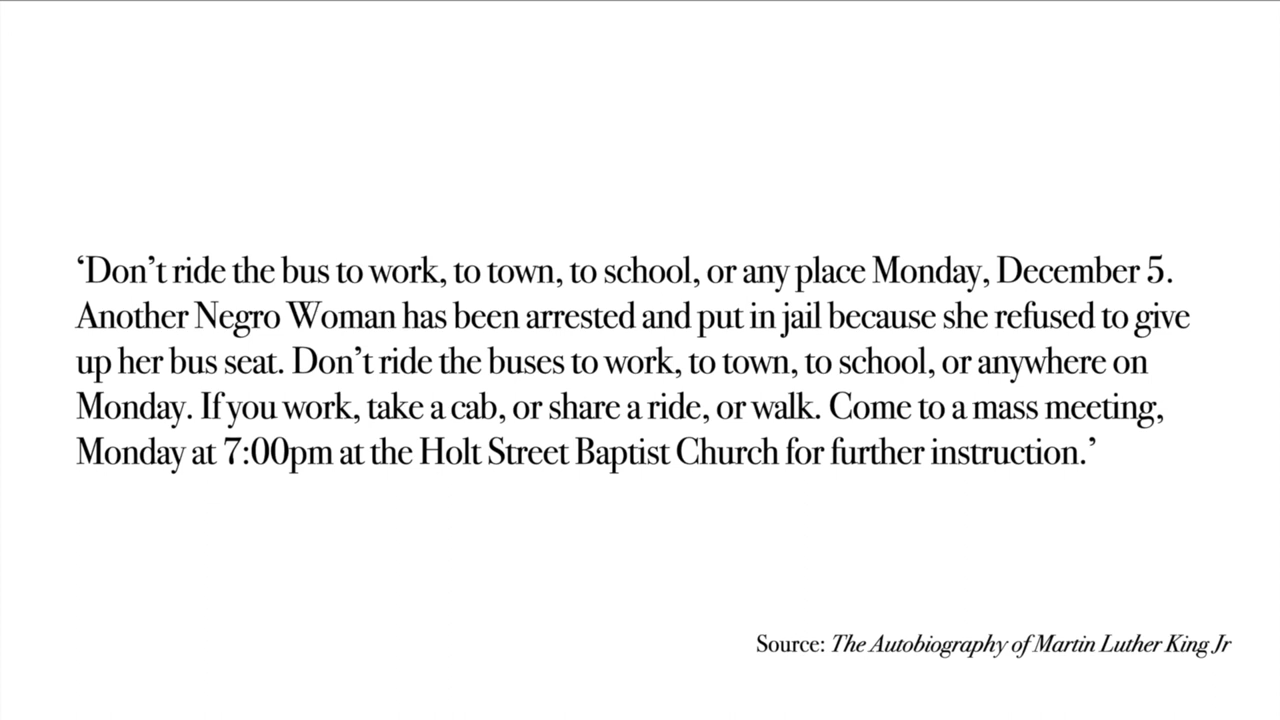 ‘Don’t ride the bus to work, to town, to school, or any place Monday, December 5.
Another Negro Woman has been arrested and put in jail because she refused to give
up her bus seat. Don’t ride the buses to work, to town, to school, or anywhere on
Monday. If you work, take a cab, or share a ride, or walk. Come to a mass meeting,
Monday at 7:00pm at the Holt Street Baptist Church for further instruction.’
Source: The Autobiography of Martin Luther King Jr